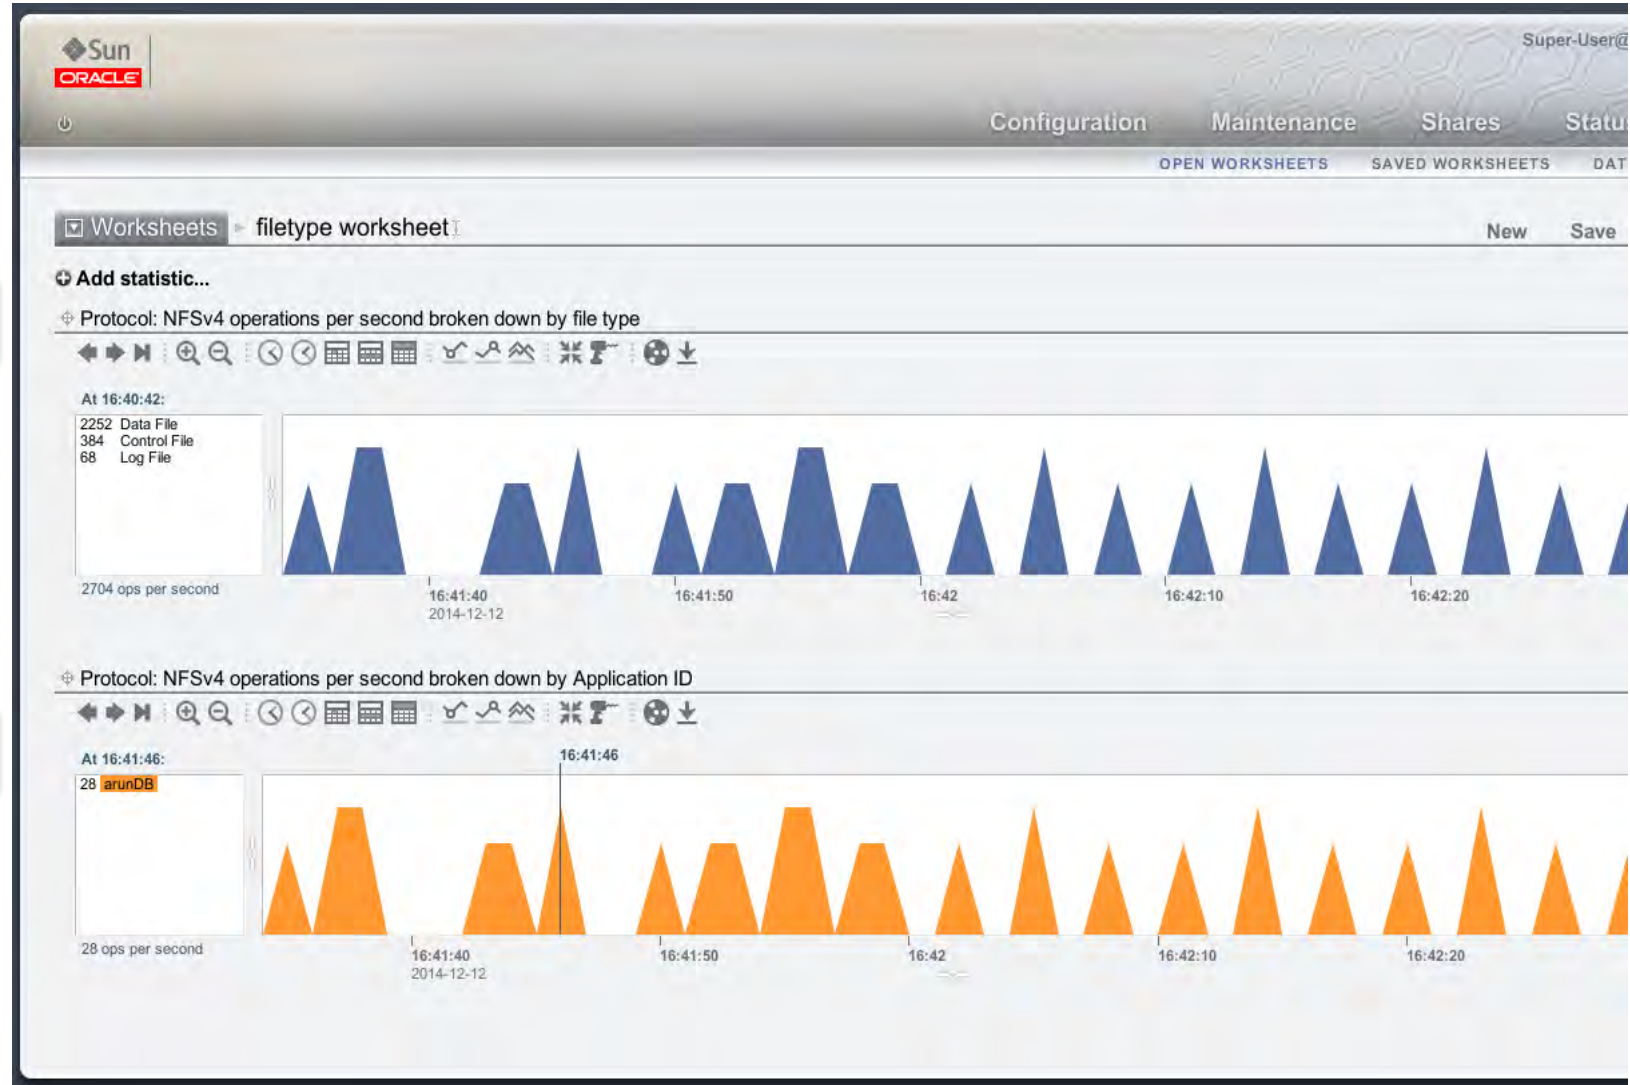 Sun
ORACLE
Super-User@
Configuration Maintenance Shares Status
OPEN WORKSHEETS SAVED WORKSHEETS DAT
Worksheets filetype worksheet
New Save
Add statistic...
Protocol: NFSv4 operations per second broken down by file type
At 16:40:42:
2252 Data File
384 Control File
68 Log File
2704 ops per second
16:41:40 16:41:50 16:42 16:42:10 16:42:20
2014-12-12
Protocol: NFSv4 operations per second broken down by Application ID
At 16:41:46:
16:41:46
28 arunDB
28 ops per second
16:41:40 16:41:50 16:42 16:42:10 16:42:20
2014-12-12